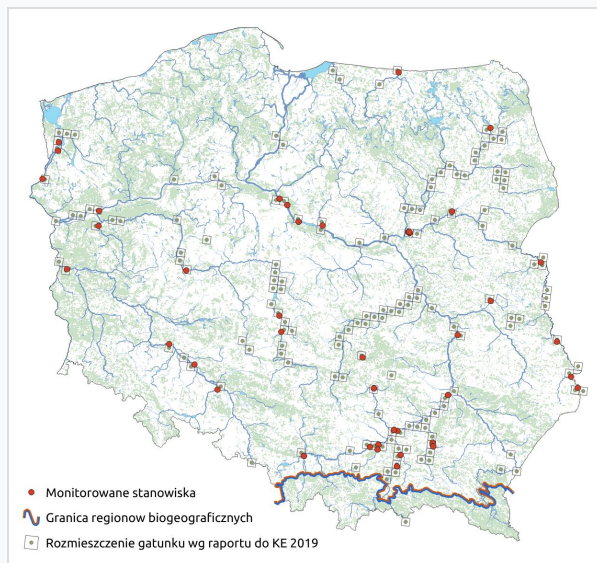 Monitorowane stanowiska
Granica regionow biogeograficznych
Rozmieszczenie gatunku wg raportu do KE 2019